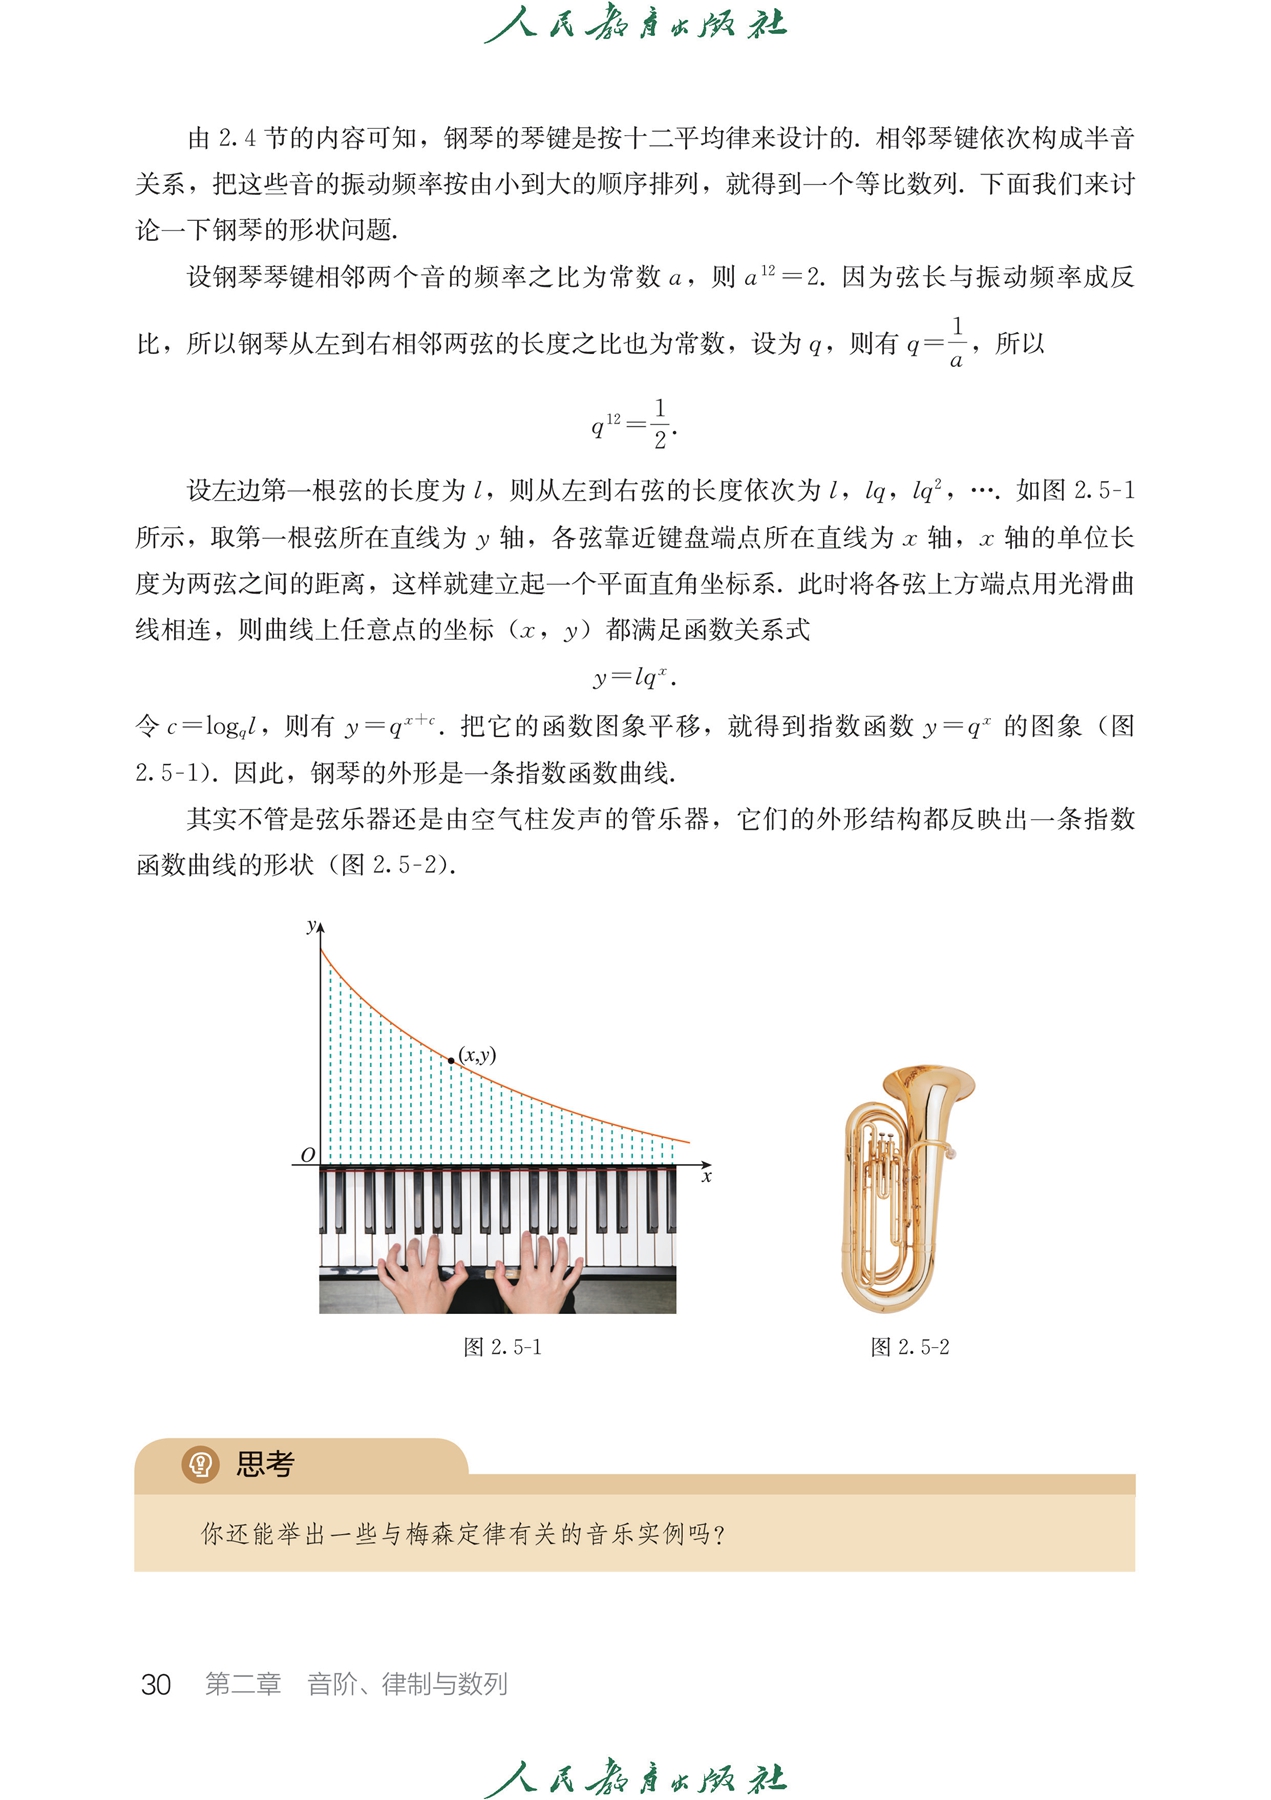 人民教育出版社
由 2.4 节的内容可知，钢琴的琴键是按十二平均律来设计的. 相邻琴键依次构成半音
关系，把这些音的振动频率按由小到大的顺序排列，就得到一个等比数列. 下面我们来讨
论一下钢琴的形状问题.
设钢琴琴键相邻两个音的频率之比为常数 a，则 a¹²=2. 因为弦长与振动频率成反
比，所以钢琴从左到右相邻两弦的长度之比也为常数，设为 q，则有 q=1/a，所以
q¹²=1/2.
设左边第一根弦的长度为 l，则从左到右弦的长度依次为 l，lq，lq²，…. 如图 2.5-1
所示，取第一根弦所在直线为 y 轴，各弦靠近键盘端点所在直线为 x 轴，x 轴的单位长
度为两弦之间的距离，这样就建立起一个平面直角坐标系. 此时将各弦上方端点用光滑曲
线相连，则曲线上任意点的坐标（x，y）都满足函数关系式
y=lqˣ.
令 c=log_q l，则有 y=q^{x+c}. 把它的函数图象平移，就得到指数函数 y=qˣ 的图象（图
2.5-1）. 因此，钢琴的外形是一条指数函数曲线.
其实不管是弦乐器还是由空气柱发声的管乐器，它们的外形结构都反映出一条指数
函数曲线的形状（图 2.5-2）.
y
(x,y)
O
x
图 2.5-1
图 2.5-2
思考
你还能举出一些与梅森定律有关的音乐实例吗？
30 第二章 音阶、律制与数列
人民教育出版社